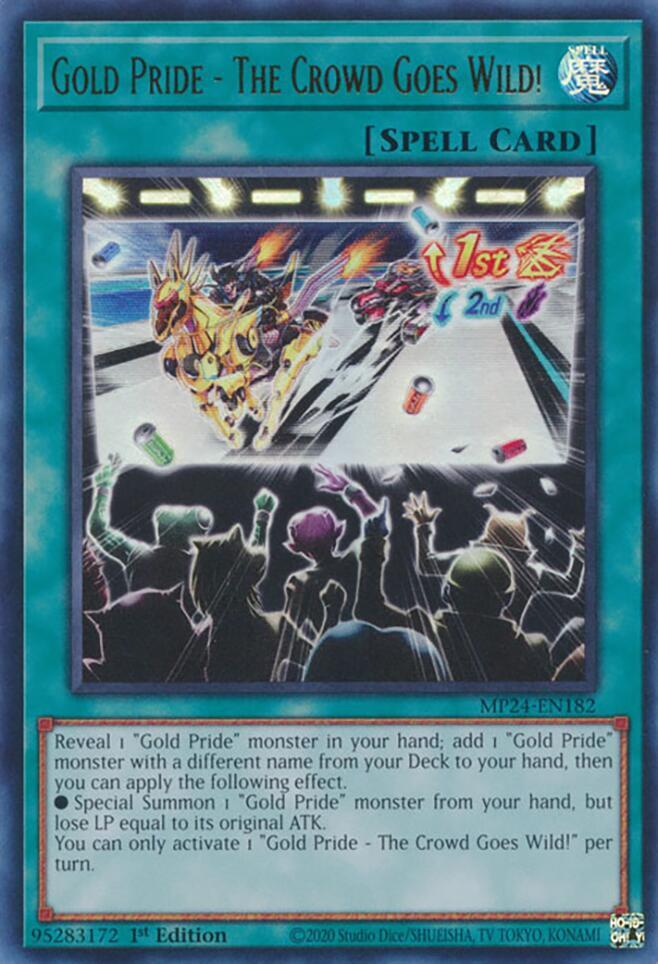 GOLD PRIDE - THE CROWD GOES WILD!
SPELL
魔
[SPELL CARD]
1st
2nd
MP24-EN182
Reveal 1 "Gold Pride" monster in your hand; add 1 "Gold Pride"
monster with a different name from your Deck to your hand, then
you can apply the following effect.
● Special Summon 1 "Gold Pride" monster from your hand, but
lose LP equal to its original ATK.
You can only activate 1 "Gold Pride - The Crowd Goes Wild!" per
turn.
95283172 1st Edition
©2020 Studio Dice/SHUEISHA, TV TOKYO, KONAMI